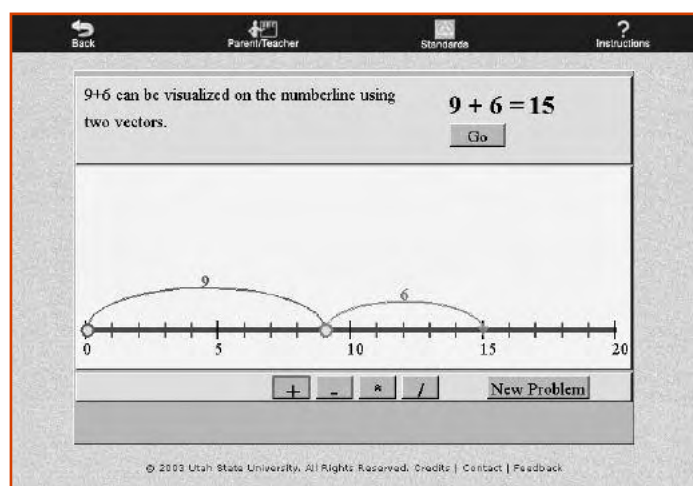 Back Parent/Teacher Standards Instructions
9+6 can be visualized on the numberline using
two vectors.
9 + 6 = 15
Go
9
6
0 5 10 15 20
+ - * / New Problem
© 2003 Utah State University. All Rights Reserved. Credits | Contact | Feedback